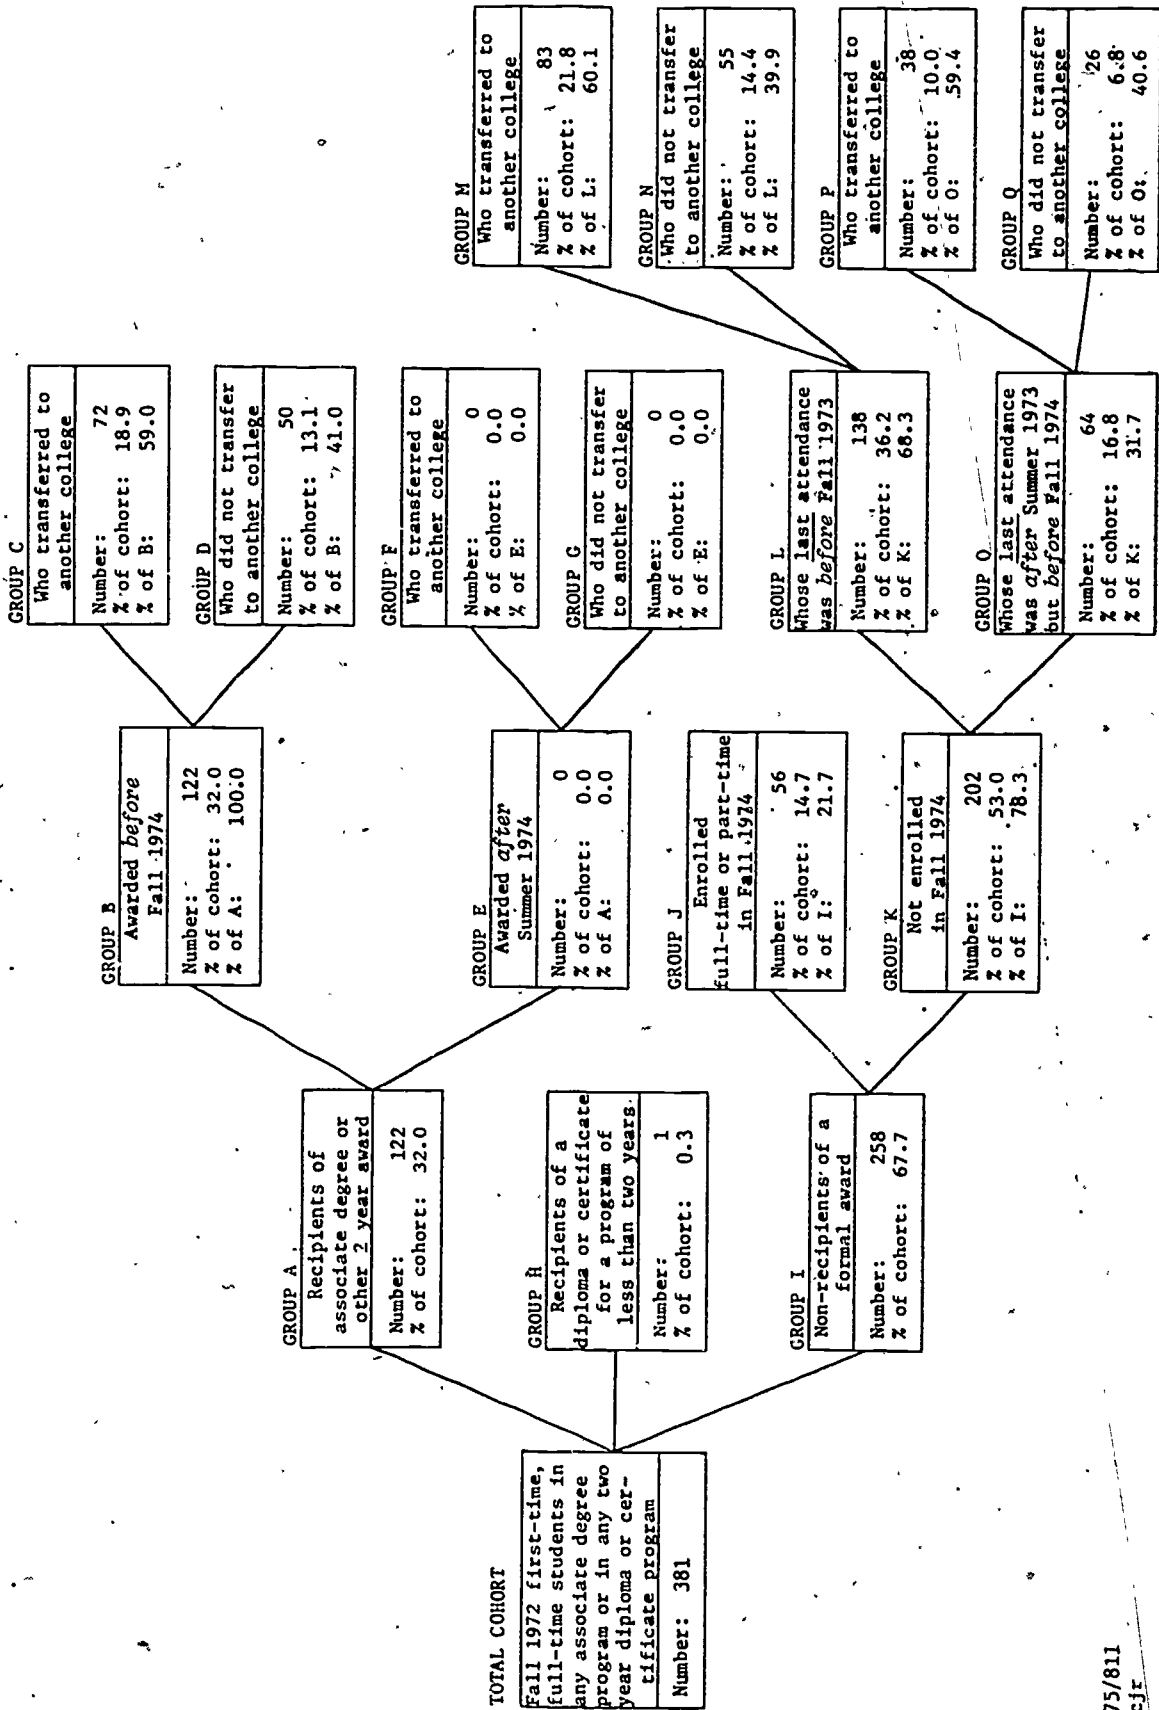 TOTAL COHORT
Fall 1972 first-time,
full-time students in
any associate degree
program or in any two
year diploma or cer-
tificate program
Number: 381
GROUP A
Recipients of
associate degree or
other 2 year award
Number: 122
% of cohort: 32.0
GROUP H
Recipients of a
diploma or certificate
for a program of
less than two years
Number: 1
% of cohort: 0.3
GROUP I
Non-recipients of a
formal award
Number: 258
% of cohort: 67.7
GROUP B
Awarded before
Fall 1974
Number: 122
% of cohort: 32.0
% of A: 100.0
GROUP E
Awarded after
Summer 1974
Number: 0
% of cohort: 0.0
% of A: 0.0
GROUP J
Enrolled
full-time or part-time
in Fall 1974
Number: 56
% of cohort: 14.7
% of I: 21.7
GROUP K
Not enrolled
in Fall 1974
Number: 202
% of cohort: 53.0
% of I: 78.3
GROUP C
Who transferred to
another college
Number: 72
% of cohort: 18.9
% of B: 59.0
GROUP D
Who did not transfer
to another college
Number: 50
% of cohort: 13.1
% of B: 41.0
GROUP F
Who transferred to
another college
Number: 0
% of cohort: 0.0
% of E: 0.0
GROUP G
Who did not transfer
to another college
Number: 0
% of cohort: 0.0
% of E: 0.0
GROUP L
Whose last attendance
was before Fall 1973
Number: 138
% of cohort: 36.2
% of K: 68.3
GROUP O
Whose last attendance
was after Summer 1973
but before Fall 1974
Number: 64
% of cohort: 16.8
% of K: 31.7
GROUP M
Who transferred to
another college
Number: 83
% of cohort: 21.8
% of L: 60.1
GROUP N
Who did not transfer
to another college
Number: 55
% of cohort: 14.4
% of L: 39.9
GROUP P
Who transferred to
another college
Number: 38
% of cohort: 10.0
% of O: 59.4
GROUP Q
Who did not transfer
to another college
Number: 26
% of cohort: 6.8
% of O: 40.6
75/811
cjr